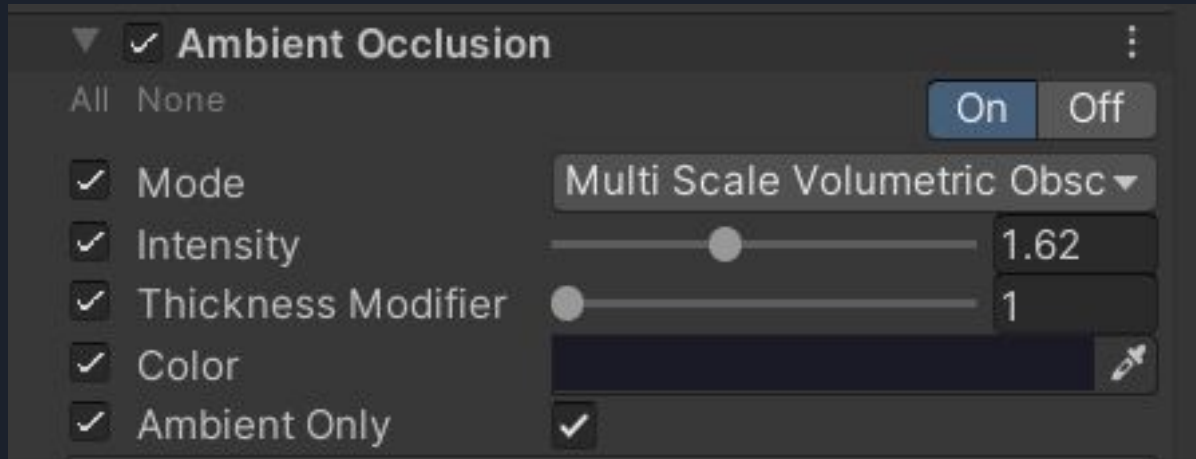 Ambient Occlusion
All None
On Off
Mode Multi Scale Volumetric Obsc
Intensity 1.62
Thickness Modifier 1
Color
Ambient Only